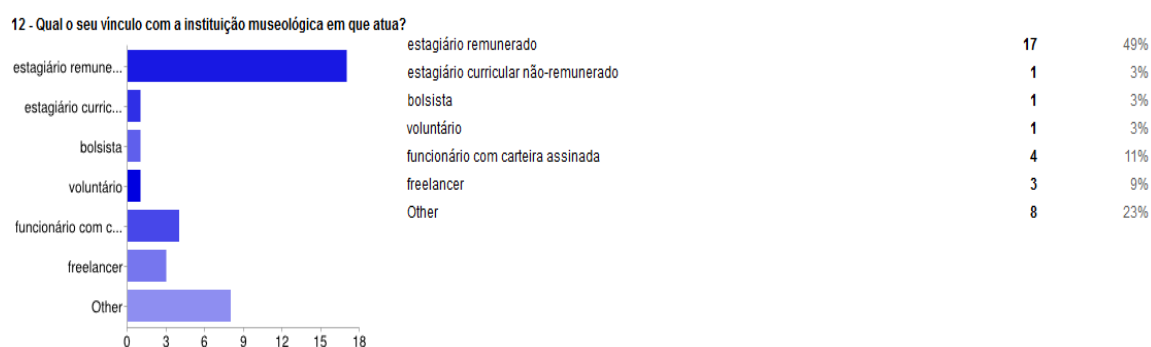 12 - Qual o seu vínculo com a instituição museológica em que atua?
estagiário remune...
estagiário curric...
bolsista
voluntário
funcionário com c...
freelancer
Other
0 3 6 9 12 15 18
estagiário remunerado 17 49%
estagiário curricular não-remunerado 1 3%
bolsista 1 3%
voluntário 1 3%
funcionário com carteira assinada 4 11%
freelancer 3 9%
Other 8 23%